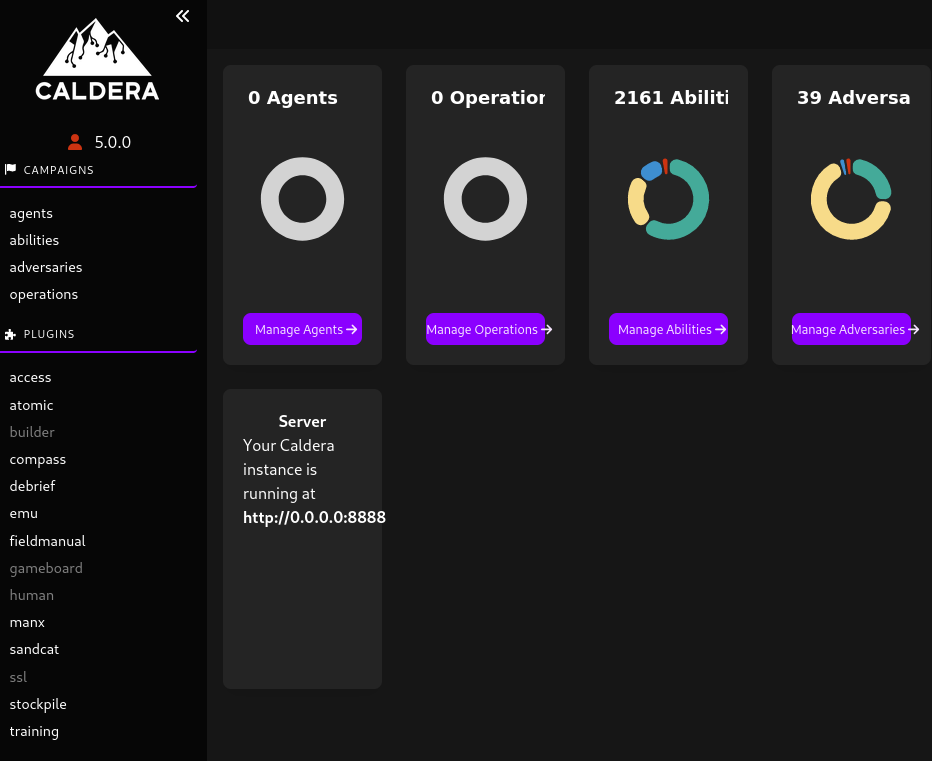 CALDERA
5.0.0
CAMPAIGNS
agents
abilities
adversaries
operations
PLUGINS
access
atomic
builder
compass
debrief
emu
fieldmanual
gameboard
human
manx
sandcat
ssl
stockpile
training
0 Agents
Manage Agents
0 Operation
Manage Operations
2161 Abiliti
Manage Abilities
39 Adversa
Manage Adversaries
Server
Your Caldera
instance is
running at
http://0.0.0.0:8888